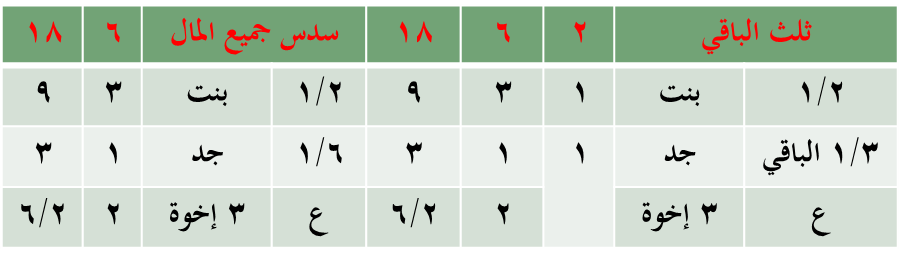 ثلث الباقي ٢ ٦ ١٨ سدس جميع المال ٦ ١٨
١/٢ بنت ١ ٣ ٩ ١/٢ بنت ٣ ٩
١/٣ الباقي جد ١ ١ ٣ ١/٦ جد ١ ٣
ع ٣ إخوة ٢ ٦/٢ ع ٣ إخوة ٢ ٦/٢